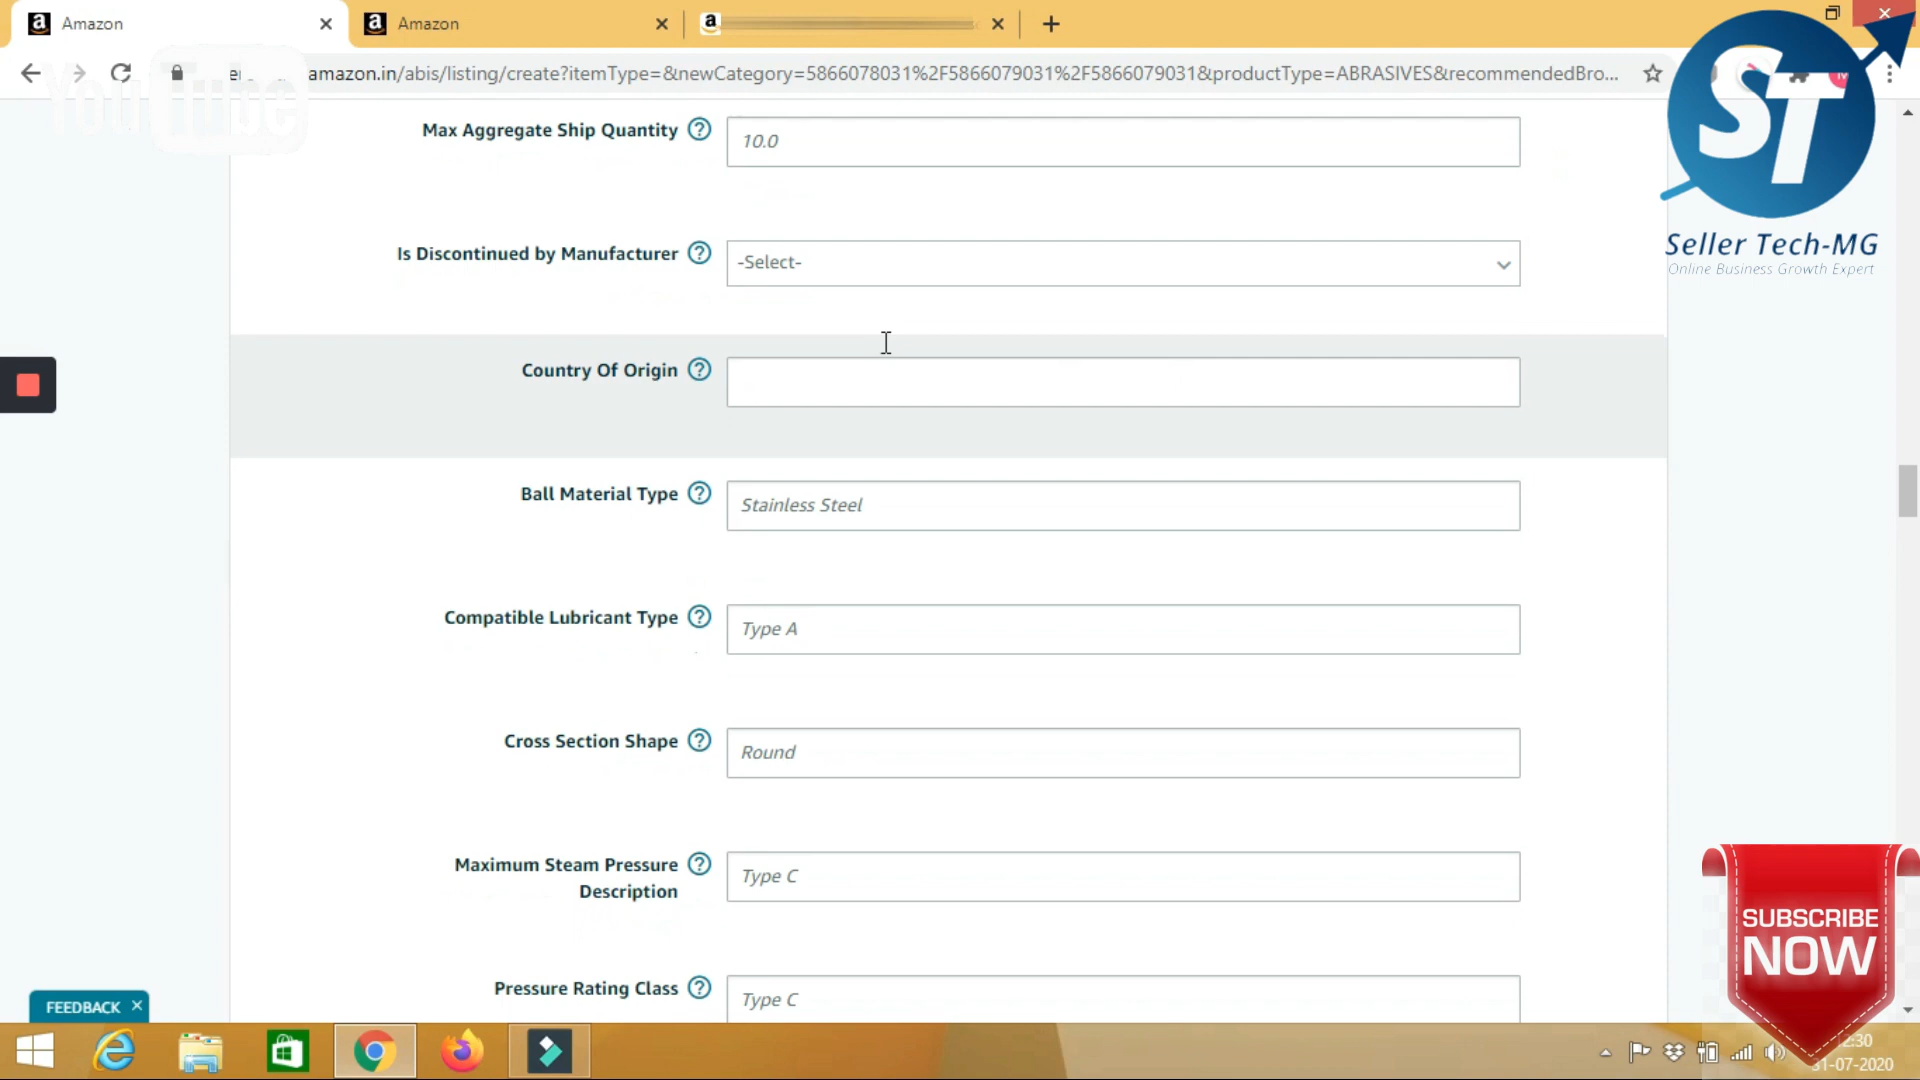 Amazon
Amazon
amazon.in/abis/listing/create?itemType=&newCategory=5866078031%2F5866079031%2F5866079031&productType=ABRASIVES&recommendedBro...
YouTube
ST
Seller Tech-MG
Online Business Growth Expert
Max Aggregate Ship Quantity
10.0
Is Discontinued by Manufacturer
-Select-
Country Of Origin
Ball Material Type
Stainless Steel
Compatible Lubricant Type
Type A
Cross Section Shape
Round
Maximum Steam Pressure
Description
Type C
Pressure Rating Class
Type C
SUBSCRIBE
NOW
FEEDBACK
31-07-2020